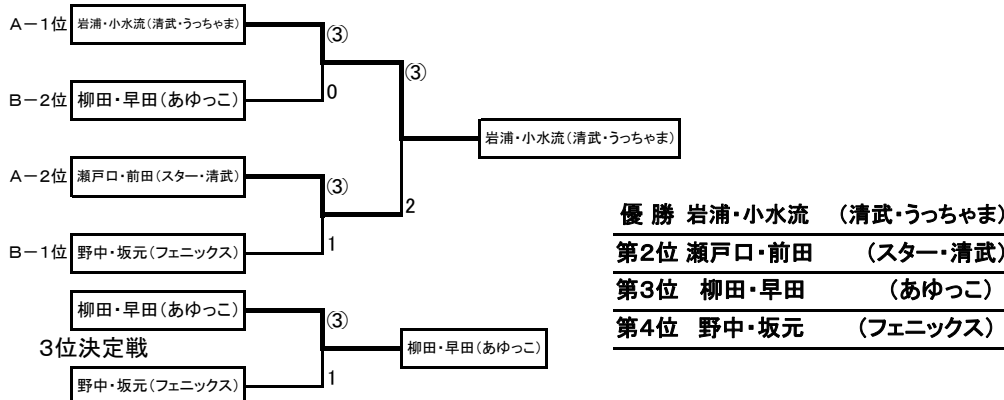 A-1位 岩浦・小水流(清武・うっちゃま)
③
B-2位 柳田・早田(あゆっこ)
0
③
岩浦・小水流(清武・うっちゃま)
A-2位 瀬戸口・前田(スター・清武)
③
2
B-1位 野中・坂元(フェニックス)
1
柳田・早田(あゆっこ)
③
3位決定戦
柳田・早田(あゆっこ)
野中・坂元(フェニックス)
1
優 勝 岩浦・小水流 (清武・うっちゃま)
第2位 瀬戸口・前田 (スター・清武)
第3位 柳田・早田 (あゆっこ)
第4位 野中・坂元 (フェニックス)